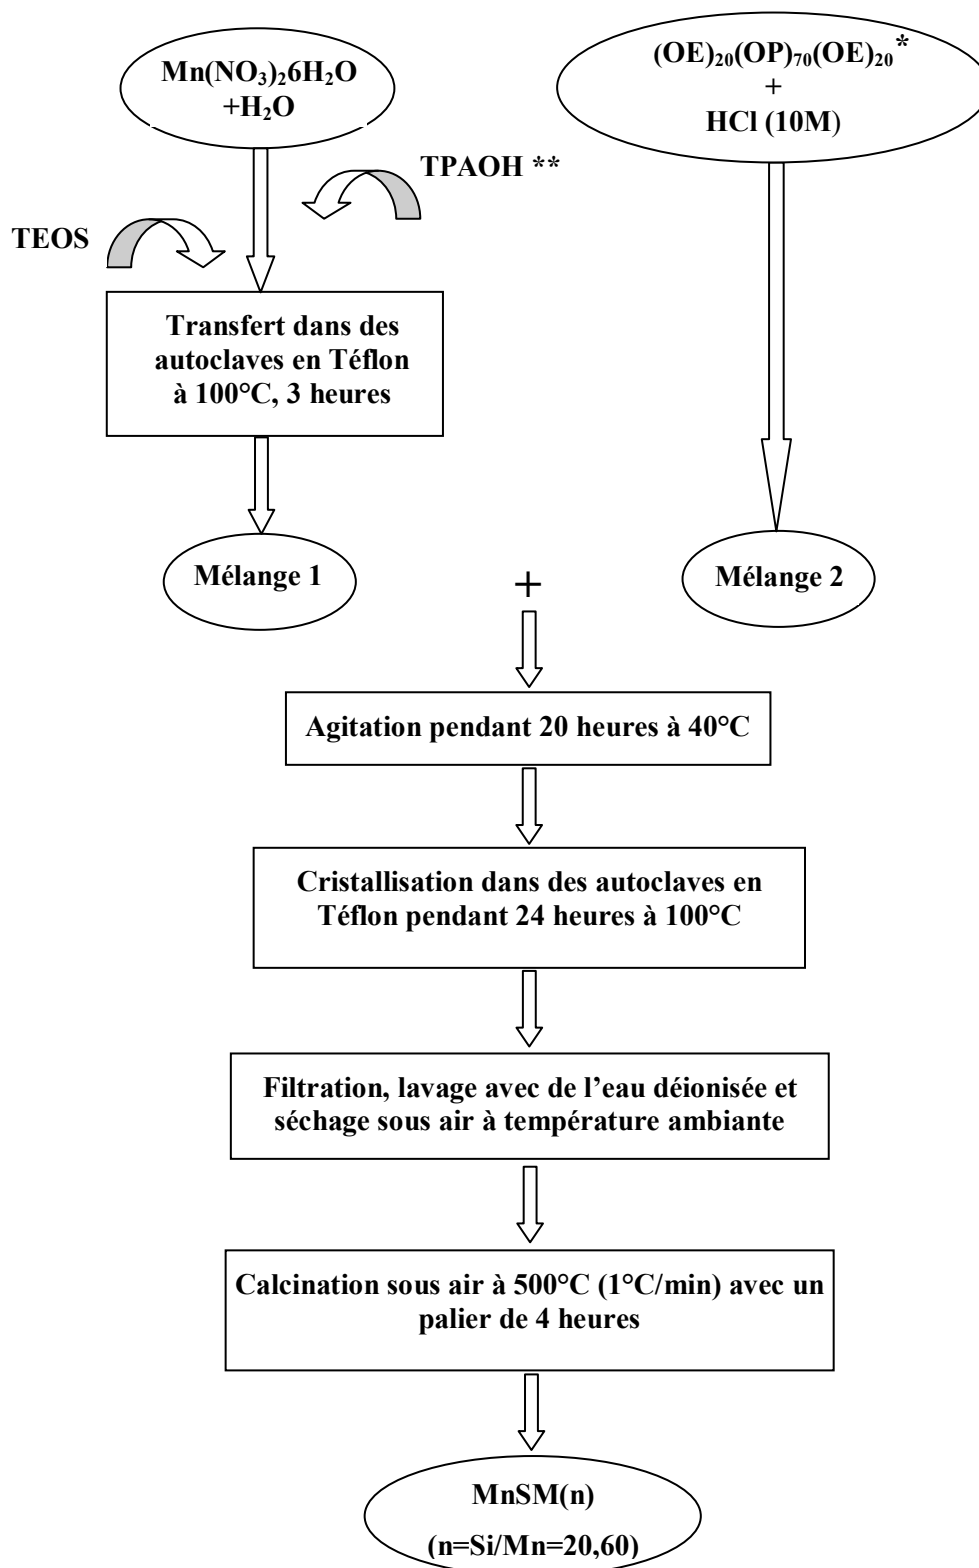 Mn(NO₃)₂6H₂O
+H₂O
(OE)₂₀(OP)₇₀(OE)₂₀*
+
HCl (10M)
TPAOH **
TEOS
Transfert dans des
autoclaves en Téflon
à 100°C, 3 heures
Mélange 1
+
Mélange 2
Agitation pendant 20 heures à 40°C
Cristallisation dans des autoclaves en
Téflon pendant 24 heures à 100°C
Filtration, lavage avec de l’eau déionisée et
séchage sous air à température ambiante
Calcination sous air à 500°C (1°C/min) avec un
palier de 4 heures
MnSM(n)
(n=Si/Mn=20,60)